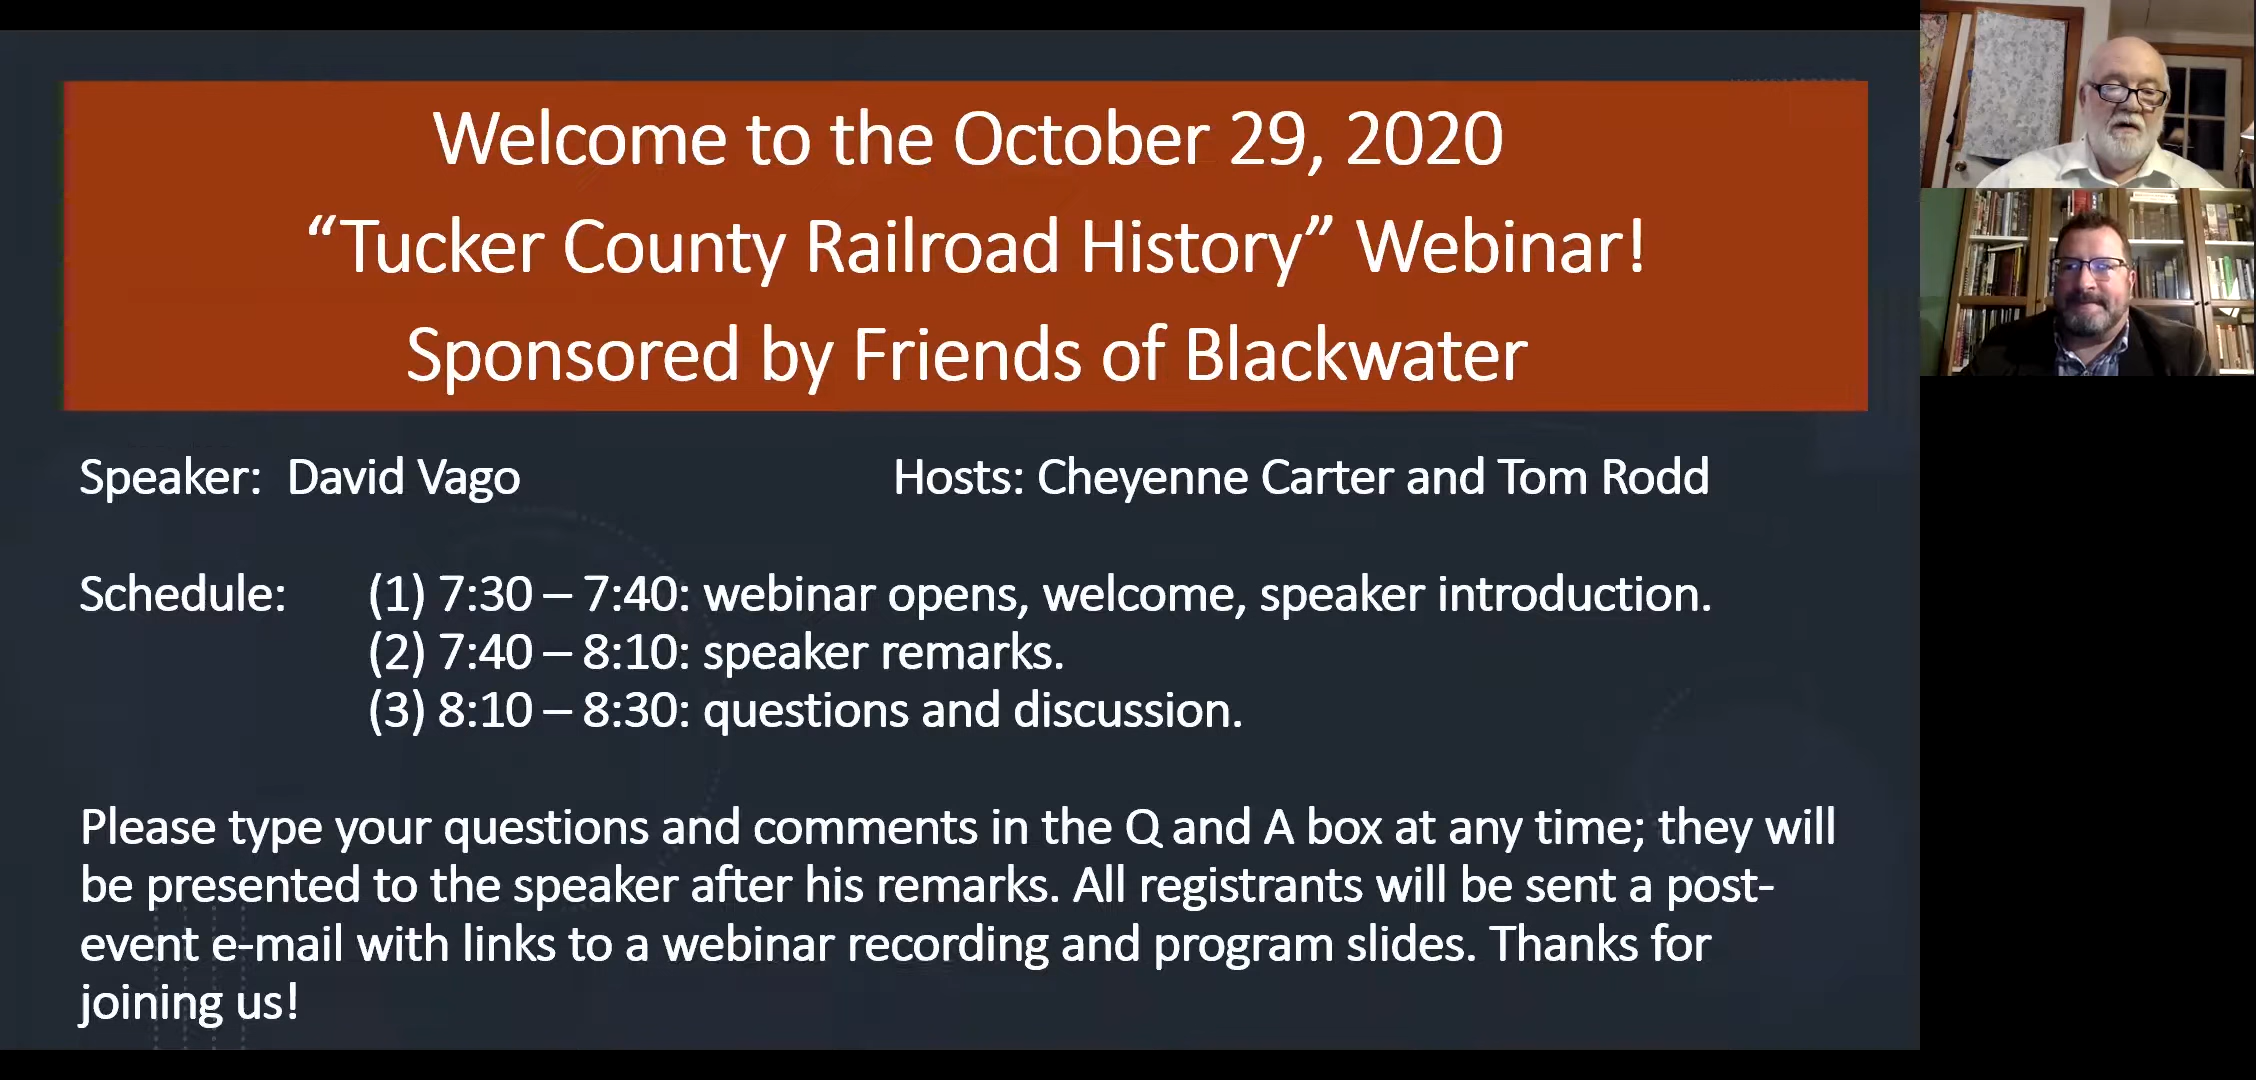 Welcome to the October 29, 2020
“Tucker County Railroad History” Webinar!
Sponsored by Friends of Blackwater
Speaker: David Vago
Hosts: Cheyenne Carter and Tom Rodd
Schedule: (1) 7:30 – 7:40: webinar opens, welcome, speaker introduction.
(2) 7:40 – 8:10: speaker remarks.
(3) 8:10 – 8:30: questions and discussion.
Please type your questions and comments in the Q and A box at any time; they will
be presented to the speaker after his remarks. All registrants will be sent a post-
event e-mail with links to a webinar recording and program slides. Thanks for
joining us!